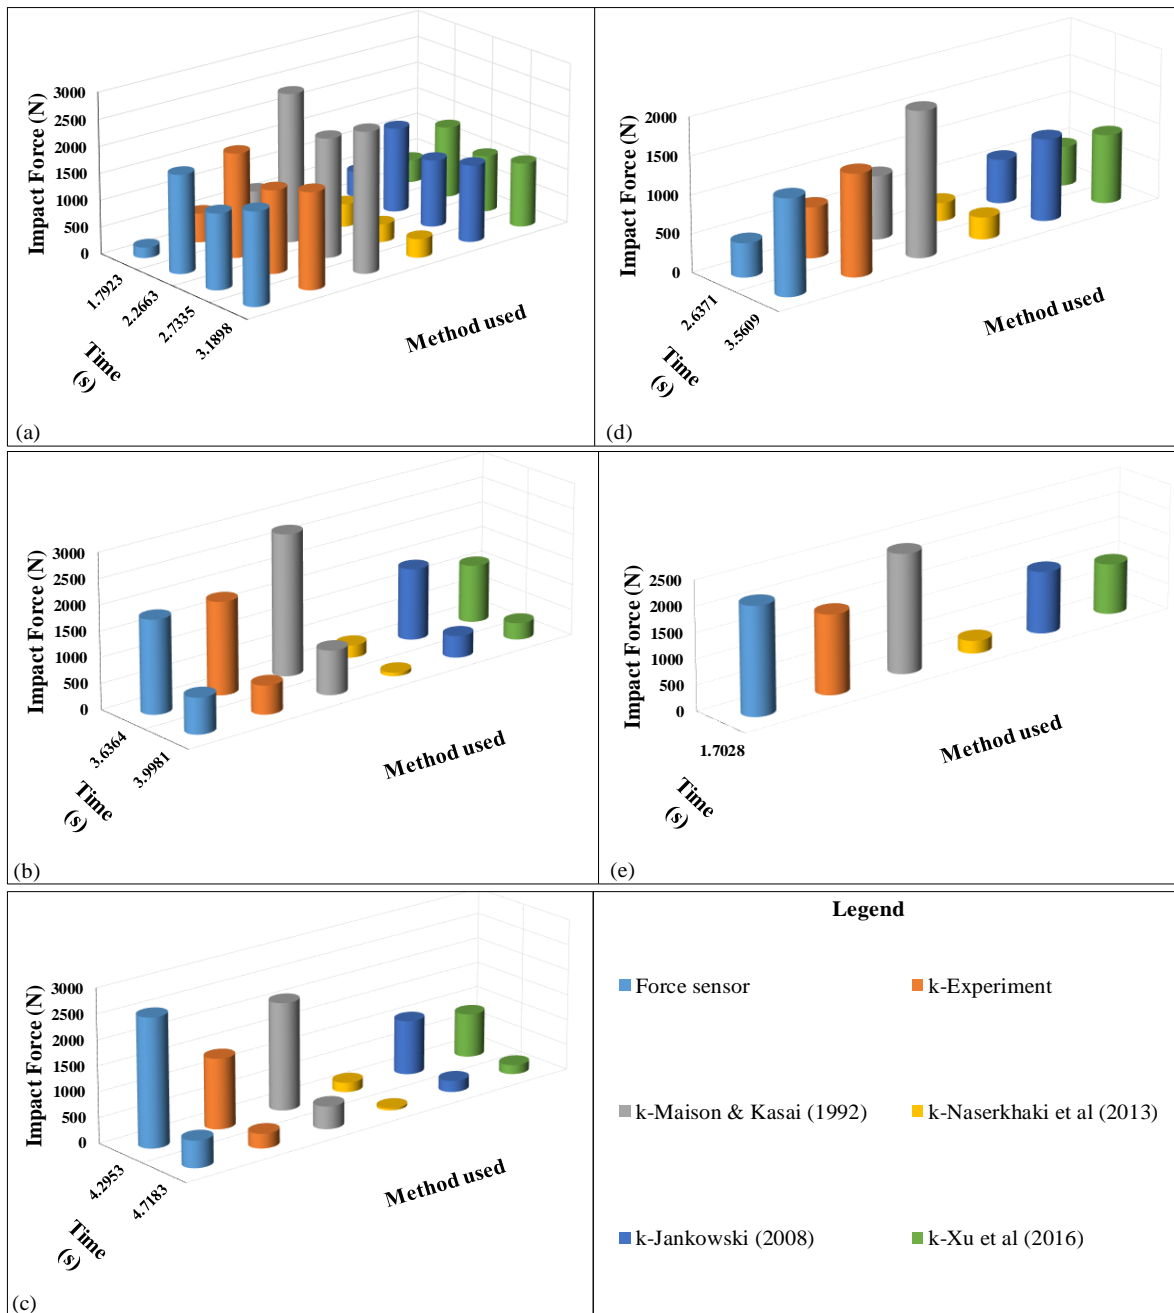 Impact Force (N)
3000
2500
2000
1500
1000
500
0
1.7923
2.2663
2.7335
3.1898
Time
(s)
Method used
(a)
Impact Force (N)
2000
1500
1000
500
0
2.6371
3.5609
Time
(s)
Method used
(d)
Impact Force (N)
3000
2500
2000
1500
1000
500
0
3.6364
3.9981
Time
(s)
Method used
(b)
Impact Force (N)
2500
2000
1500
1000
500
0
1.7028
Time
(s)
Method used
(e)
Impact Force (N)
3000
2500
2000
1500
1000
500
0
4.2953
4.7183
Time
(s)
Method used
(c)
Legend
Force sensor
k-Experiment
k-Maison & Kasai (1992)
k-Naserkhaki et al (2013)
k-Jankowski (2008)
k-Xu et al (2016)